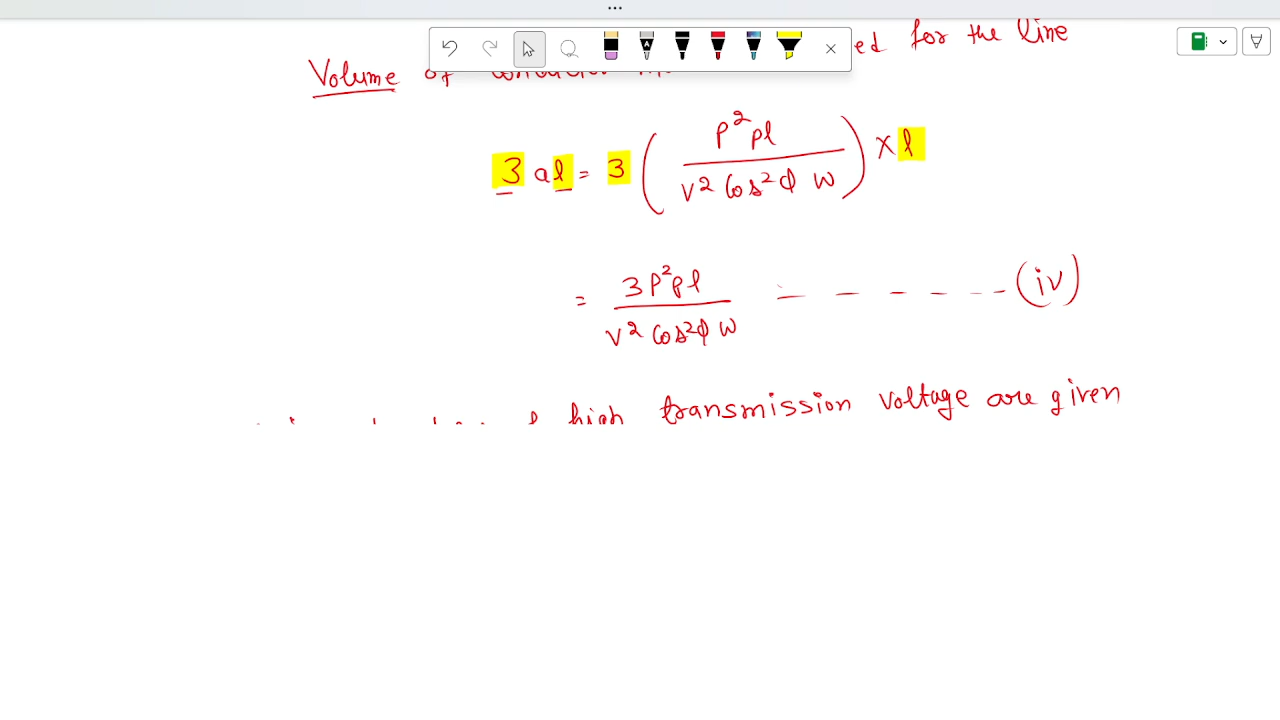 ed for the line
Volume of
3 al = 3 ( P²ρl / V² Cos²Φ W ) × l
= 3P²ρl / V² Cos²Φ W - - - - - - (iv)
high transmission voltage are given